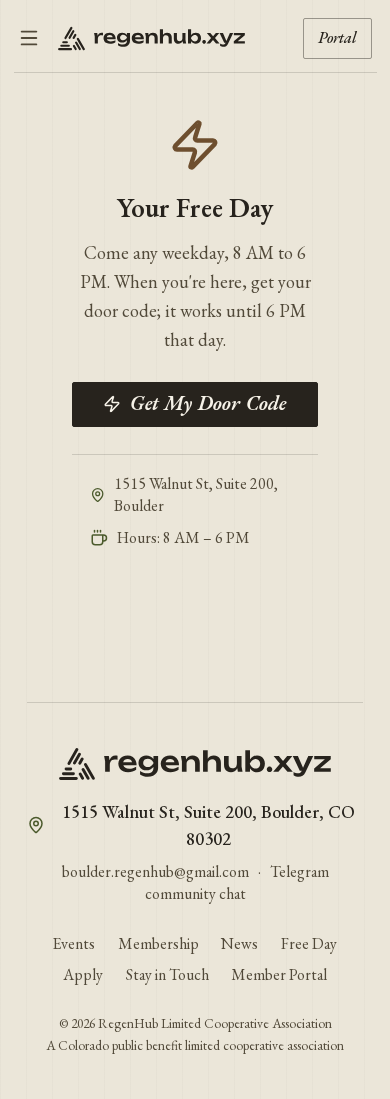 regenhub.xyz
Portal
Your Free Day
Come any weekday, 8 AM to 6
PM. When you're here, get your
door code; it works until 6 PM
that day.
Get My Door Code
1515 Walnut St, Suite 200,
Boulder
Hours: 8 AM – 6 PM
regenhub.xyz
1515 Walnut St, Suite 200, Boulder, CO
80302
boulder.regenhub@gmail.com · Telegram
community chat
Events Membership News Free Day
Apply Stay in Touch Member Portal
© 2026 RegenHub Limited Cooperative Association
A Colorado public benefit limited cooperative association